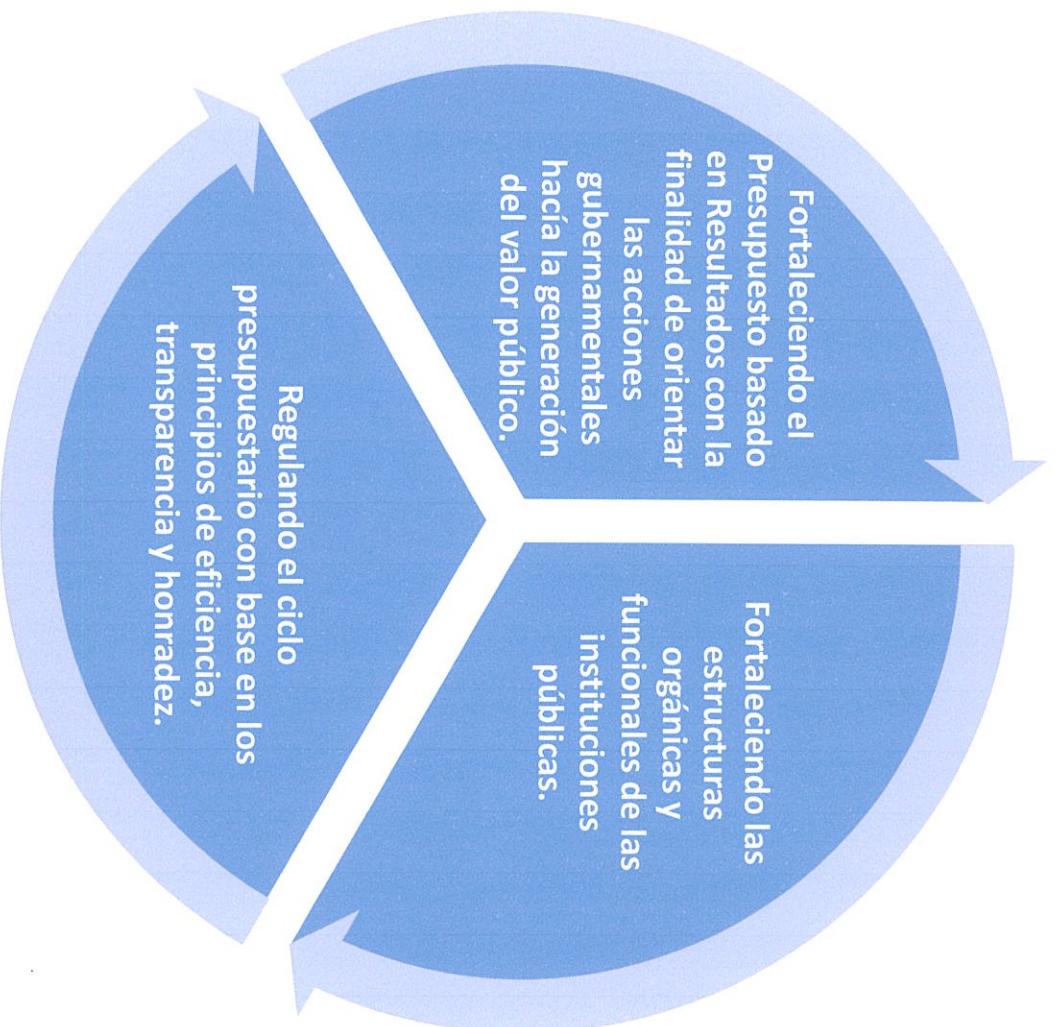 Fortaleciendo el
Presupuesto basado
en Resultados con la
finalidad de orientar
las acciones
gubernamentales
hacía la generación
del valor público.
Fortaleciendo las
estructuras
orgánicas y
funcionales de las
instituciones
públicas.
Regulando el ciclo
presupuestario con base en los
principios de eficiencia,
transparencia y honradez.